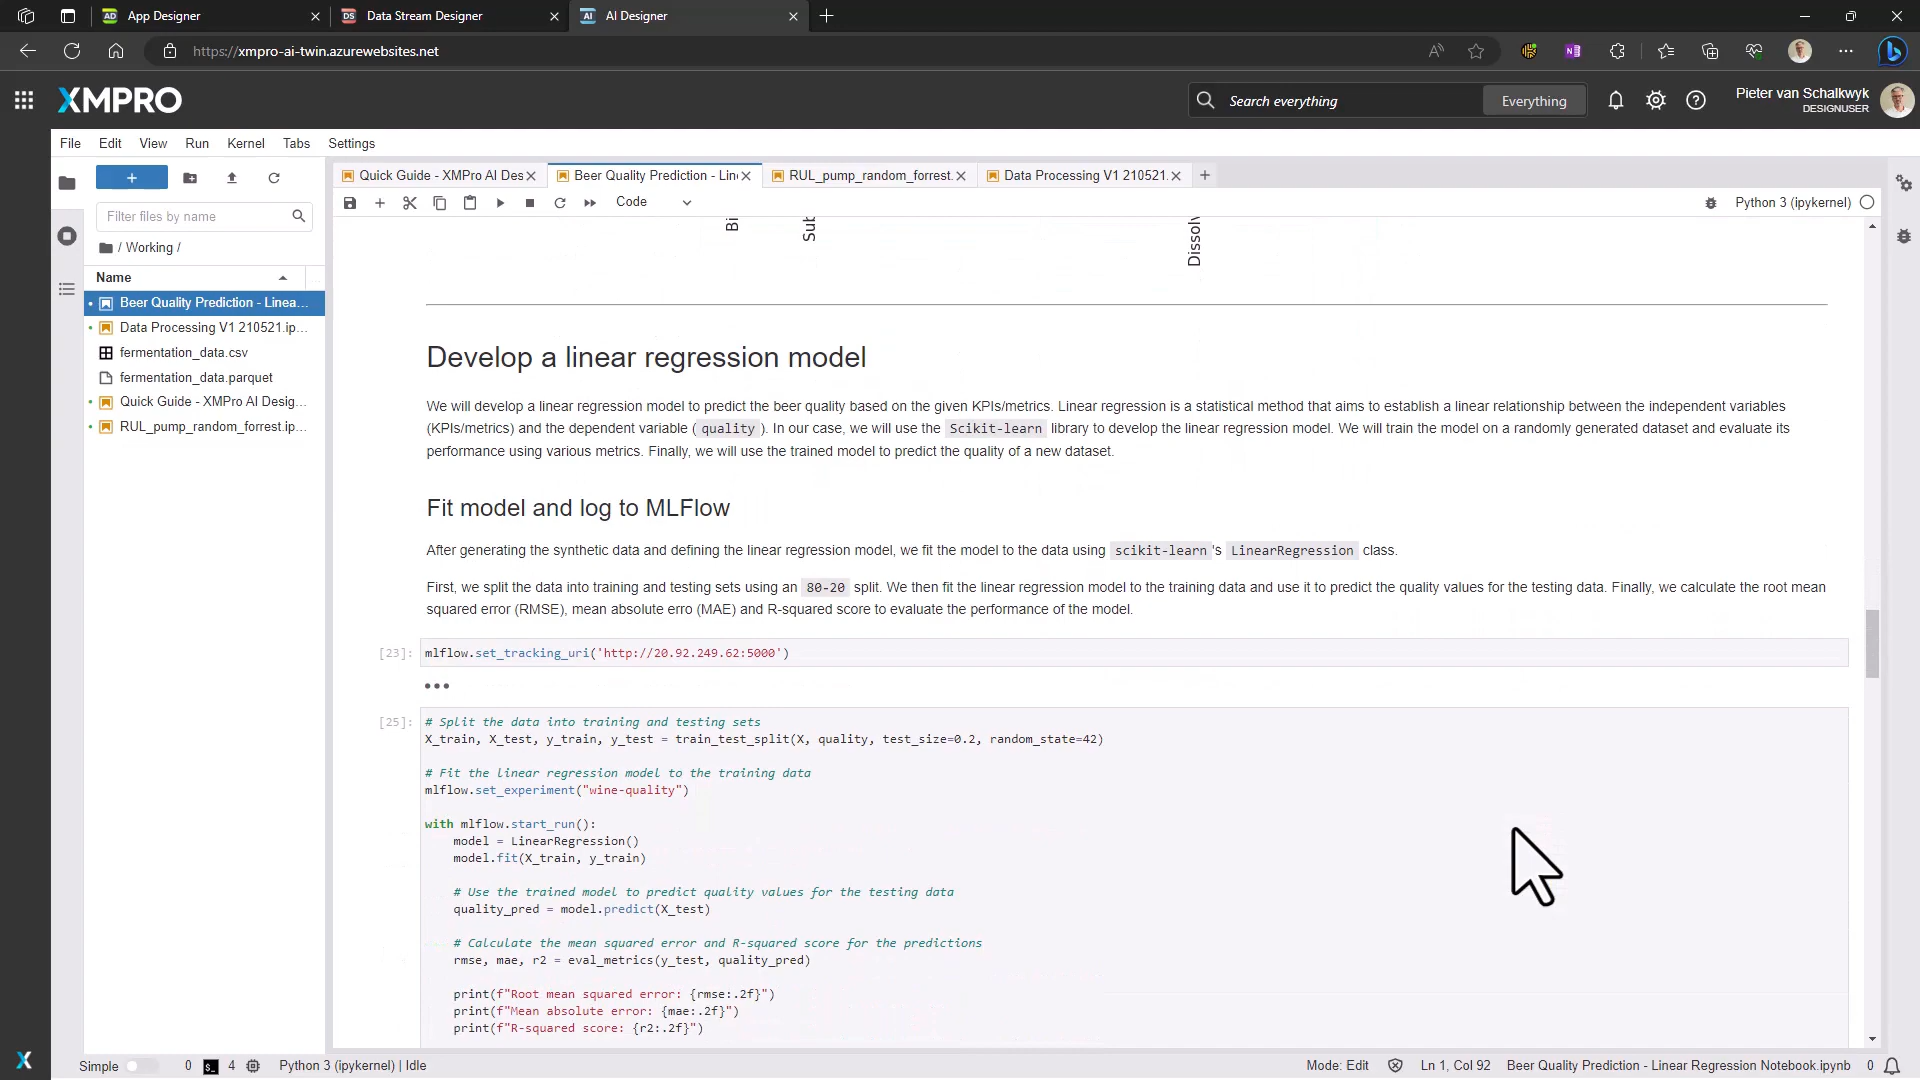 App Designer
Data Stream Designer
AI Designer
https://xmpro-ai-twin.azurewebsites.net
XMPRO
Search everything
Everything
Pieter van Schalkwyk
DESIGNUSER
File Edit View Run Kernel Tabs Settings
Filter files by name
/ Working /
Name
Beer Quality Prediction - Linea...
Data Processing V1 210521.ip...
fermentation_data.csv
fermentation_data.parquet
Quick Guide - XMPro AI Desig...
RUL_pump_random_forrest.ip...
Quick Guide - XMPro AI Des
Beer Quality Prediction - Lin
RUL_pump_random_forrest.
Data Processing V1 210521.
Code
Python 3 (ipykernel)
Bi
Sub
Dissolv
Develop a linear regression model
We will develop a linear regression model to predict the beer quality based on the given KPIs/metrics. Linear regression is a statistical method that aims to establish a linear relationship between the independent variables
(KPIs/metrics) and the dependent variable ( quality ). In our case, we will use the Scikit-learn library to develop the linear regression model. We will train the model on a randomly generated dataset and evaluate its
performance using various metrics. Finally, we will use the trained model to predict the quality of a new dataset.
Fit model and log to MLFlow
After generating the synthetic data and defining the linear regression model, we fit the model to the data using scikit-learn 's LinearRegression class.
First, we split the data into training and testing sets using an 80-20 split. We then fit the linear regression model to the training data and use it to predict the quality values for the testing data. Finally, we calculate the root mean
squared error (RMSE), mean absolute erro (MAE) and R-squared score to evaluate the performance of the model.
[23]: mlflow.set_tracking_uri('http://20.92.249.62:5000')
•••
[25]: # Split the data into training and testing sets
X_train, X_test, y_train, y_test = train_test_split(X, quality, test_size=0.2, random_state=42)
# Fit the linear regression model to the training data
mlflow.set_experiment("wine-quality")
with mlflow.start_run():
model = LinearRegression()
model.fit(X_train, y_train)
# Use the trained model to predict quality values for the testing data
quality_pred = model.predict(X_test)
# Calculate the mean squared error and R-squared score for the predictions
rmse, mae, r2 = eval_metrics(y_test, quality_pred)
print(f"Root mean squared error: {rmse:.2f}")
print(f"Mean absolute error: {mae:.2f}")
print(f"R-squared score: {r2:.2f}")
Simple 0 4 Python 3 (ipykernel) | Idle
Mode: Edit Ln 1, Col 92 Beer Quality Prediction - Linear Regression Notebook.ipynb 0